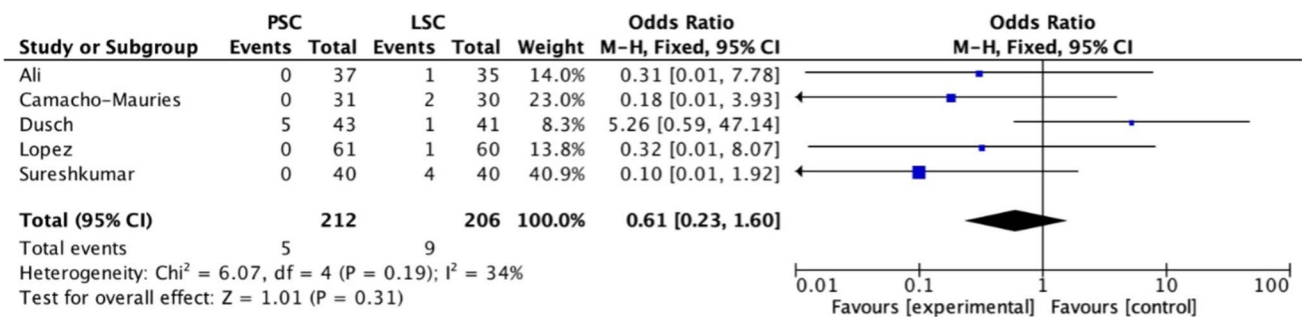 PSC LSC Odds Ratio Odds Ratio
Study or Subgroup Events Total Events Total Weight M-H, Fixed, 95% CI M-H, Fixed, 95% CI
Ali 0 37 1 35 14.0% 0.31 [0.01, 7.78]
Camacho-Mauries 0 31 2 30 23.0% 0.18 [0.01, 3.93]
Dusch 5 43 1 41 8.3% 5.26 [0.59, 47.14]
Lopez 0 61 1 60 13.8% 0.32 [0.01, 8.07]
Sureshkumar 0 40 4 40 40.9% 0.10 [0.01, 1.92]
Total (95% CI) 212 206 100.0% 0.61 [0.23, 1.60]
Total events 5 9
Heterogeneity: Chi² = 6.07, df = 4 (P = 0.19); I² = 34%
Test for overall effect: Z = 1.01 (P = 0.31)
0.01 0.1 1 10 100
Favours [experimental] Favours [control]